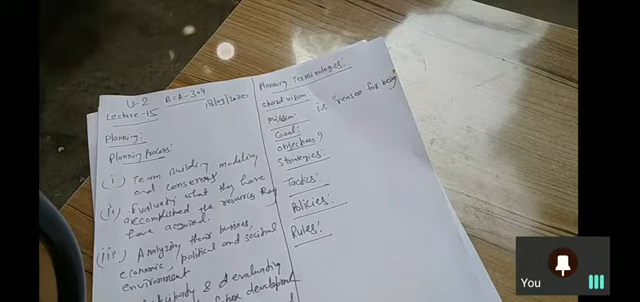 U-2 BCA-304
Lecture-15 18/09/2020
Planning:
Planning Process:
(i) Team Building modeling
and consensus
(ii) Evaluating what they have
accomplished the resources they
have acquired.
(iii) Analyzing their business,
economic, political and societal
environment
& evaluating
Planning Terminologies:
shared vision:
mission: is "reason for being
Goal:
objectives?
Strategies:
Tactics:
Policies:
Rules:
You